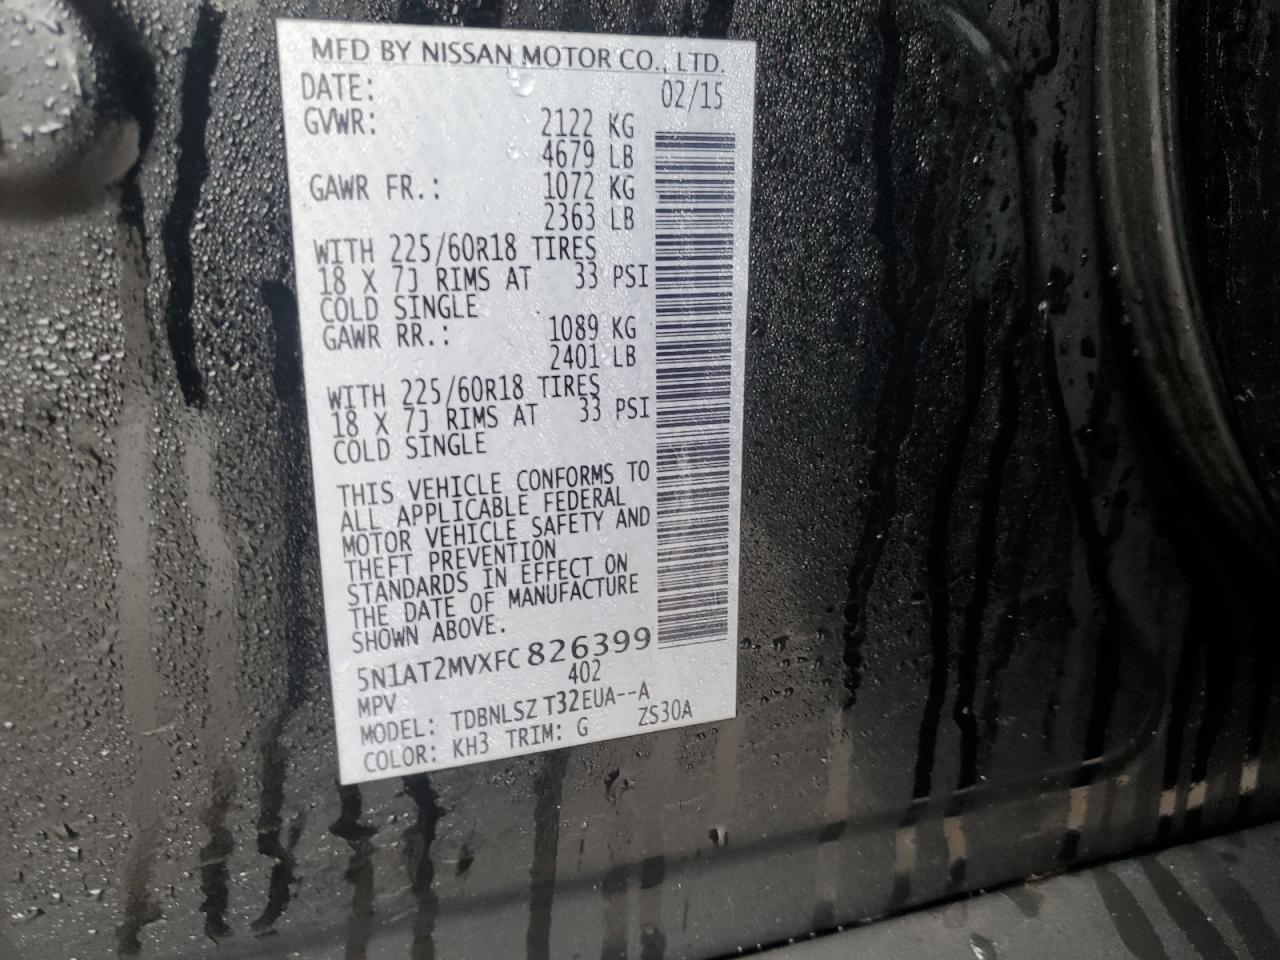 MFD BY NISSAN MOTOR CO., LTD.
DATE: 02/15
GVWR: 2122 KG
4679 LB
GAWR FR.: 1072 KG
2363 LB
WITH 225/60R18 TIRES
18 X 7J RIMS AT 33 PSI
COLD SINGLE
GAWR RR.: 1089 KG
2401 LB
WITH 225/60R18 TIRES
18 X 7J RIMS AT 33 PSI
COLD SINGLE
THIS VEHICLE CONFORMS TO
ALL APPLICABLE FEDERAL
MOTOR VEHICLE SAFETY AND
THEFT PREVENTION
STANDARDS IN EFFECT ON
THE DATE OF MANUFACTURE
SHOWN ABOVE.
5N1AT2MVXFC826399
MPV 402
MODEL: TDBNLSZ T32EUA--A
COLOR: KH3 TRIM: G ZS30A